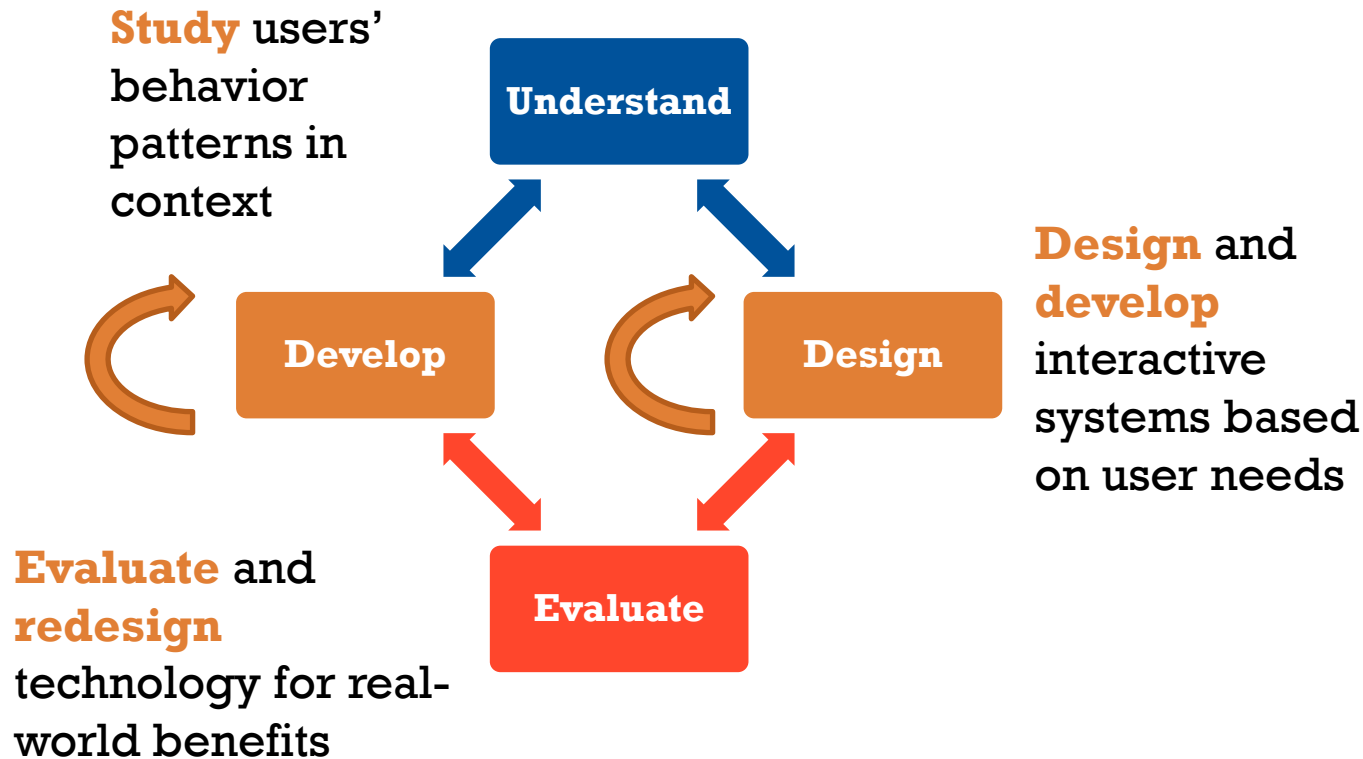 Study users’
behavior
patterns in
context
Understand
Develop
Design
Design and
develop
interactive
systems based
on user needs
Evaluate and
redesign
technology for real-
world benefits
Evaluate